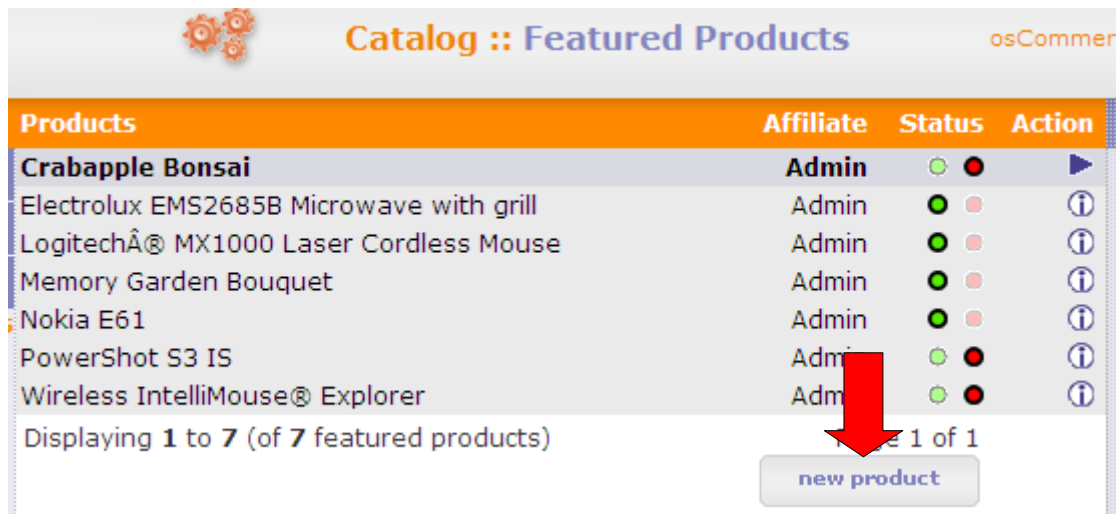 Catalog :: Featured Products osCommer
Products Affiliate Status Action
Crabapple Bonsai Admin
Electrolux EMS2685B Microwave with grill Admin
LogitechÂ® MX1000 Laser Cordless Mouse Admin
Memory Garden Bouquet Admin
Nokia E61 Admin
PowerShot S3 IS
Wireless IntelliMouse® Explorer
Displaying 1 to 7 (of 7 featured products) 1 of 1
new product